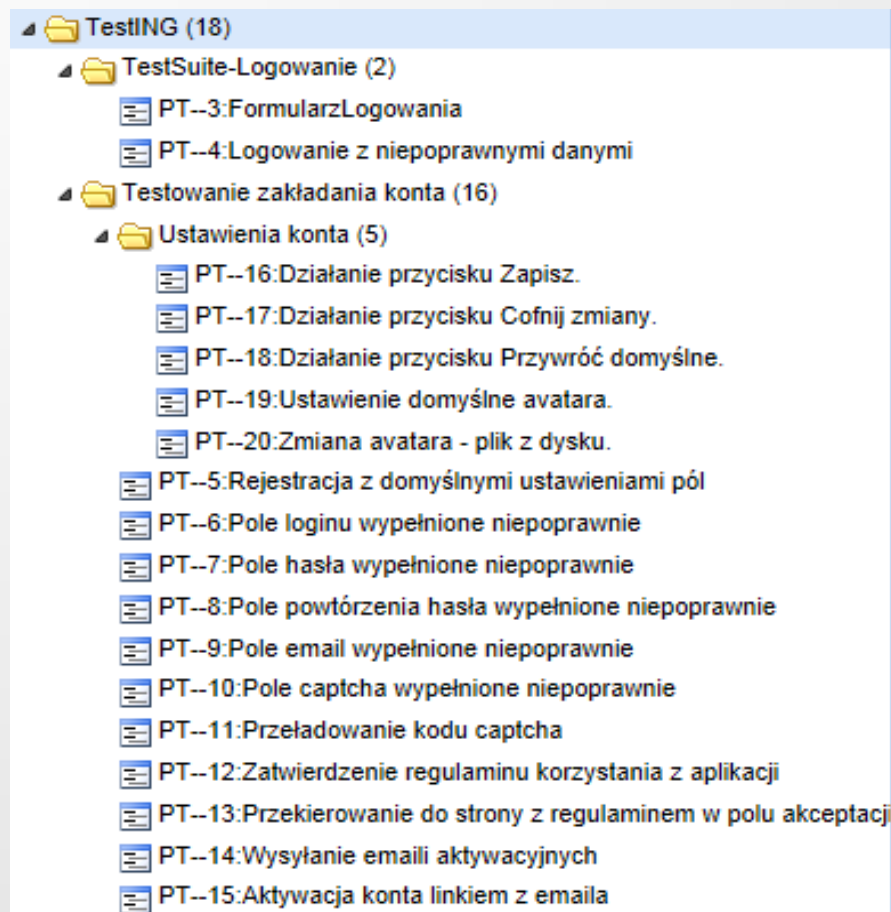 TestING (18)
TestSuite-Logowanie (2)
PT--3:FormularzLogowania
PT--4:Logowanie z niepoprawnymi danymi
Testowanie zakładania konta (16)
Ustawienia konta (5)
PT--16:Działanie przycisku Zapisz.
PT--17:Działanie przycisku Cofnij zmiany.
PT--18:Działanie przycisku Przywróć domyślne.
PT--19:Ustawienie domyślne avatara.
PT--20:Zmiana avatara - plik z dysku.
PT--5:Rejestracja z domyślnymi ustawieniami pól
PT--6:Pole loginu wypełnione niepoprawnie
PT--7:Pole hasła wypełnione niepoprawnie
PT--8:Pole powtórzenia hasła wypełnione niepoprawnie
PT--9:Pole email wypełnione niepoprawnie
PT--10:Pole captcha wypełnione niepoprawnie
PT--11:Przeładowanie kodu captcha
PT--12:Zatwierdzenie regulaminu korzystania z aplikacji
PT--13:Przekierowanie do strony z regulaminem w polu akceptacji
PT--14:Wysyłanie emaili aktywacyjnych
PT--15:Aktywacja konta linkiem z emaila